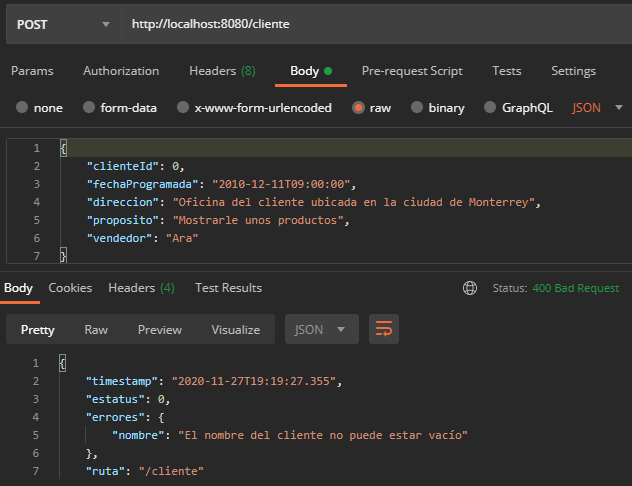 POST http://localhost:8080/cliente
Params Authorization Headers (8) Body Pre-request Script Tests Settings
none form-data x-www-form-urlencoded raw binary GraphQL JSON
1 {
2 "clienteId": 0,
3 "fechaProgramada": "2010-12-11T09:00:00",
4 "direccion": "Oficina del cliente ubicada en la ciudad de Monterrey",
5 "proposito": "Mostrarle unos productos",
6 "vendedor": "Ara"
7 }
Body Cookies Headers (4) Test Results Status: 400 Bad Request
Pretty Raw Preview Visualize JSON
1 {
2 "timestamp": "2020-11-27T19:19:27.355",
3 "estatus": 0,
4 "errores": {
5 "nombre": "El nombre del cliente no puede estar vacío"
6 },
7 "ruta": "/cliente"